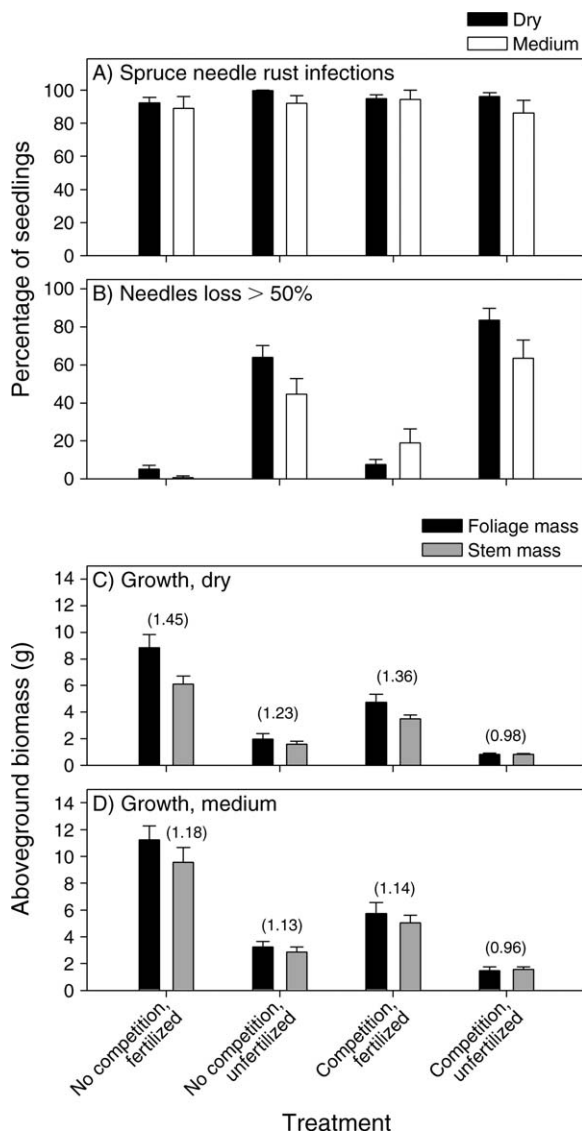 Dry
Medium
A) Spruce needle rust infections
100
80
60
40
20
0
B) Needles loss > 50%
80
60
40
20
0
Percentage of seedlings
Foliage mass
Stem mass
C) Growth, dry
14
12
10
8
6
4
2
0
(1.45)
(1.23)
(1.36)
(0.98)
D) Growth, medium
14
12
10
8
6
4
2
0
(1.18)
(1.13)
(1.14)
(0.96)
Aboveground biomass (g)
No competition,
fertilized
No competition,
unfertilized
Competition,
fertilized
Competition,
unfertilized
Treatment